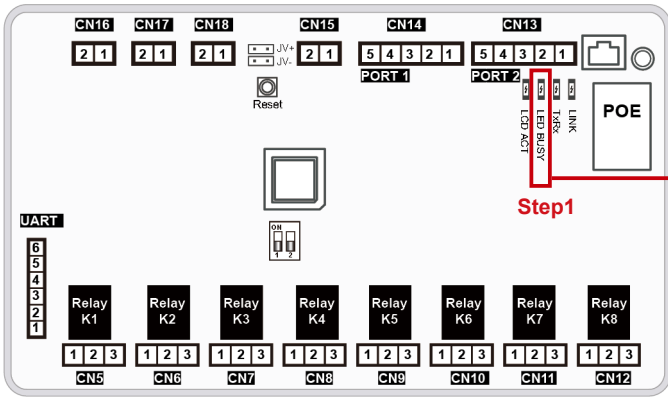 CN16 CN17 CN18 CN15 CN14 CN13
2 1 2 1 2 1 JV+ 2 1 5 4 3 2 1 5 4 3 2 1
JV-
PORT 1 PORT 2
Reset
LCD ACT LED BUSY TxRx LINK
POE
Step1
UART
ON
1 2
6
5
4
3
2
1
Relay K1
Relay K2
Relay K3
Relay K4
Relay K5
Relay K6
Relay K7
Relay K8
1 2 3 1 2 3 1 2 3 1 2 3 1 2 3 1 2 3 1 2 3 1 2 3
CN5 CN6 CN7 CN8 CN9 CN10 CN11 CN12